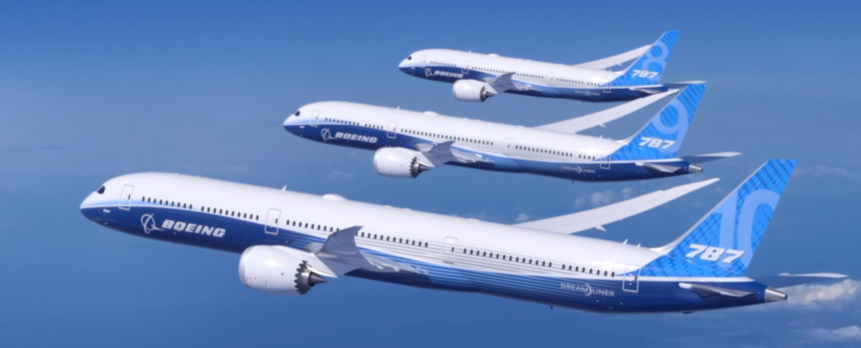 8
787
BOEING
9
787
BOEING
10
787
BOEING
DREAMLINER